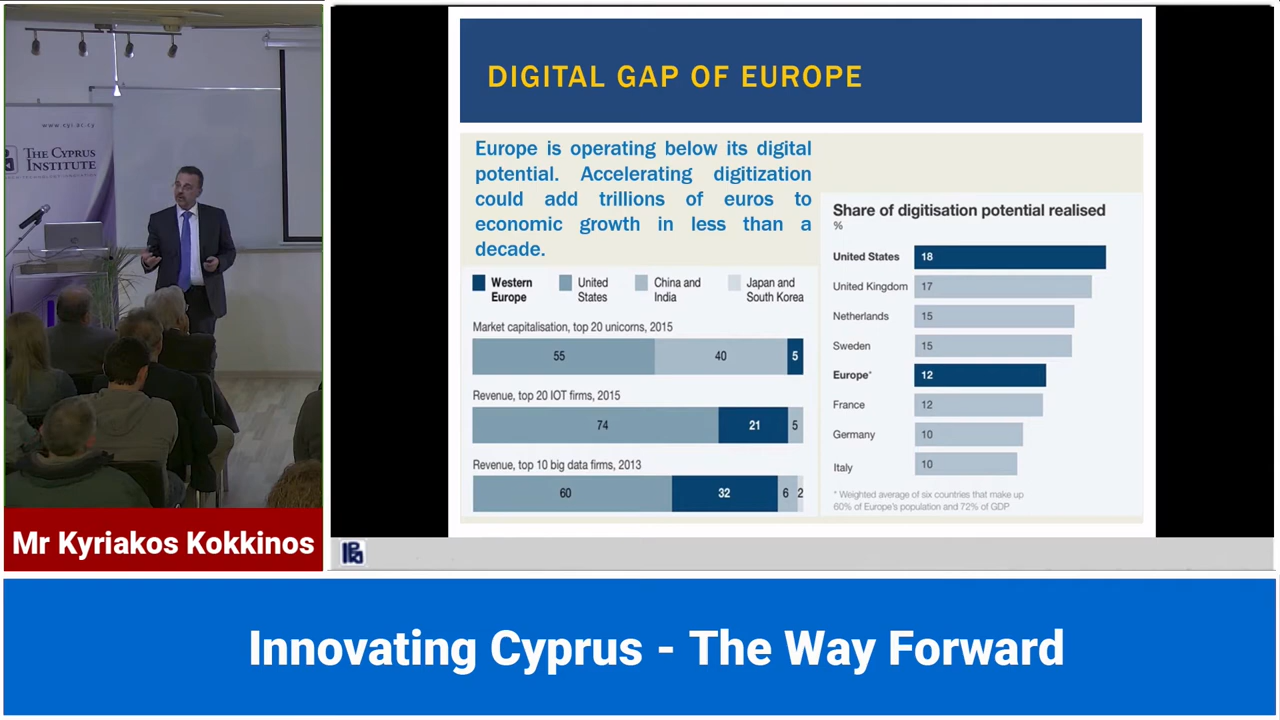 www.cyi.ac.cy
THE CYPRUS
INSTITUTE
Mr Kyriakos Kokkinos
DIGITAL GAP OF EUROPE
Europe is operating below its digital
potential. Accelerating digitization
could add trillions of euros to
economic growth in less than a
decade.
Western Europe
United States
China and India
Japan and South Korea
Market capitalisation, top 20 unicorns, 2015
55 40 5
Revenue, top 20 IOT firms, 2015
74 21 5
Revenue, top 10 big data firms, 2013
60 32 6 2
Share of digitisation potential realised
%
United States 18
United Kingdom 17
Netherlands 15
Sweden 15
Europe* 12
France 12
Germany 10
Italy 10
* Weighted average of six countries that make up
60% of Europe's population and 72% of GDP
Innovating Cyprus - The Way Forward